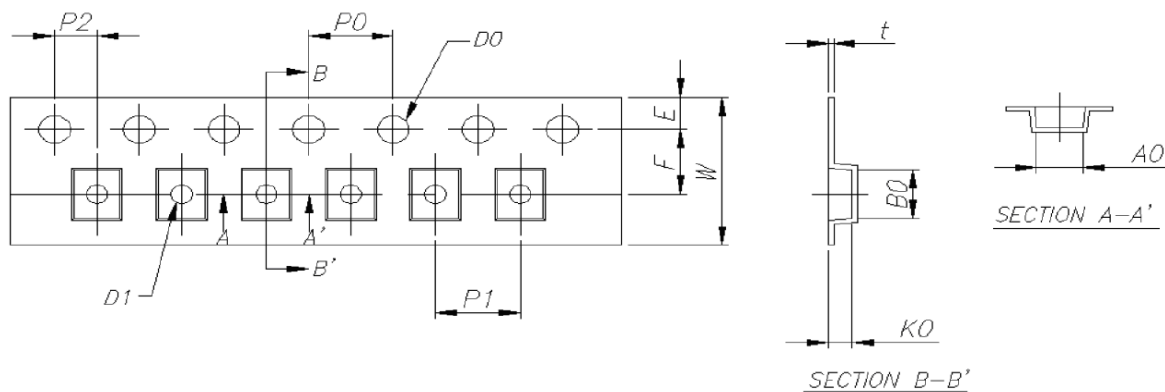 P2
P0
D0
B
E
F
W
A
A'
B'
D1
P1
t
B0
K0
SECTION B-B'
A0
SECTION A-A'